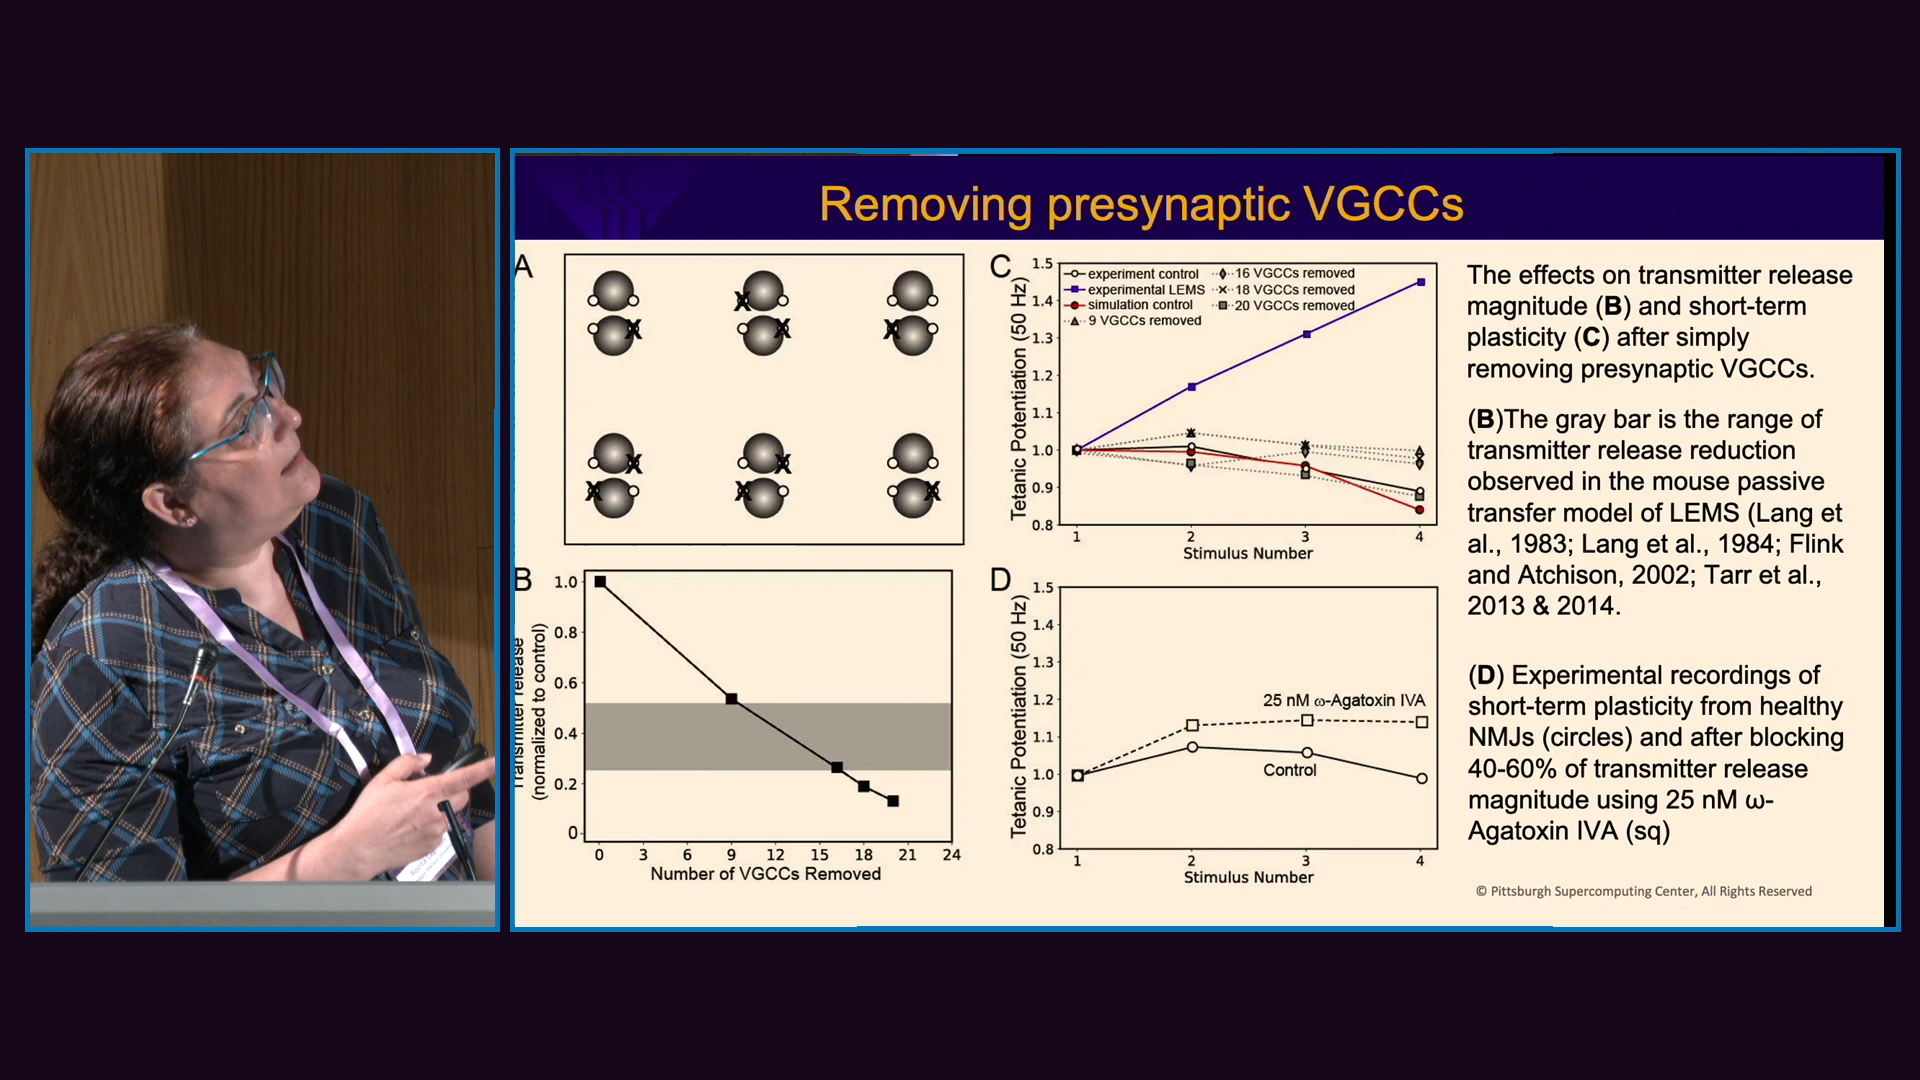 Removing presynaptic VGCCs
A
B
Transmitter release
(normalized to control)
1.0
0.8
0.6
0.4
0.2
0
0 3 6 9 12 15 18 21 24
Number of VGCCs Removed
C
Tetanic Potentiation (50 Hz)
1.5
1.4
1.3
1.2
1.1
1.0
0.9
0.8
experiment control
experimental LEMS
simulation control
9 VGCCs removed
16 VGCCs removed
18 VGCCs removed
20 VGCCs removed
1 2 3 4
Stimulus Number
D
Tetanic Potentiation (50 Hz)
1.5
1.4
1.3
1.2
1.1
1.0
0.9
0.8
25 nM ω-Agatoxin IVA
Control
1 2 3 4
Stimulus Number
The effects on transmitter release
magnitude (B) and short-term
plasticity (C) after simply
removing presynaptic VGCCs.
(B)The gray bar is the range of
transmitter release reduction
observed in the mouse passive
transfer model of LEMS (Lang et
al., 1983; Lang et al., 1984; Flink
and Atchison, 2002; Tarr et al.,
2013 & 2014.
(D) Experimental recordings of
short-term plasticity from healthy
NMJs (circles) and after blocking
40-60% of transmitter release
magnitude using 25 nM ω-
Agatoxin IVA (sq)
© Pittsburgh Supercomputing Center, All Rights Reserved